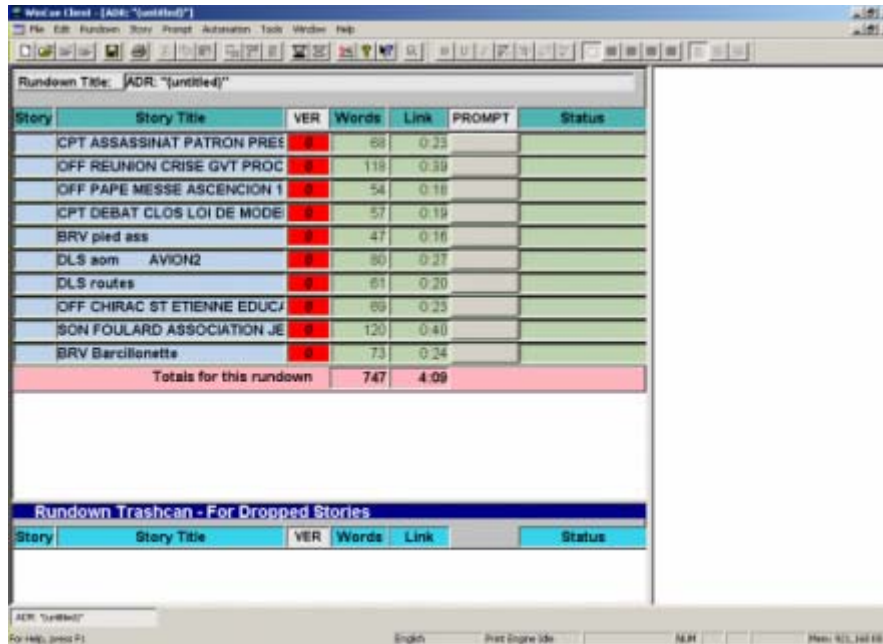 WinCue Client - [ADR: "(untitled)"]
File Edit Rundown Story Prompt Automation Tools Window Help
Rundown Title: ADR: "(untitled)"
Story Story Title VER Words Link PROMPT Status
CPT ASSASSINAT PATRON PRES 0 68 0:23
OFF REUNION CRISE GVT PROC 0 118 0:39
OFF PAPE MESSE ASCENCION 1 0 54 0:18
CPT DEBAT CLOS LOI DE MODE 0 57 0:19
BRV pied ass 0 47 0:16
DLS aom AVION2 0 80 0:27
DLS routes 0 61 0:20
OFF CHIRAC ST ETIENNE EDUCA 0 69 0:23
SON FOULARD ASSOCIATION JE 0 120 0:40
BRV Barcillonette 0 73 0:24
Totals for this rundown 747 4:09
Rundown Trashcan - For Dropped Stories
Story Story Title VER Words Link Status
ADR: "(untitled)"
For Help, press F1 English Print Engine Idle NUM